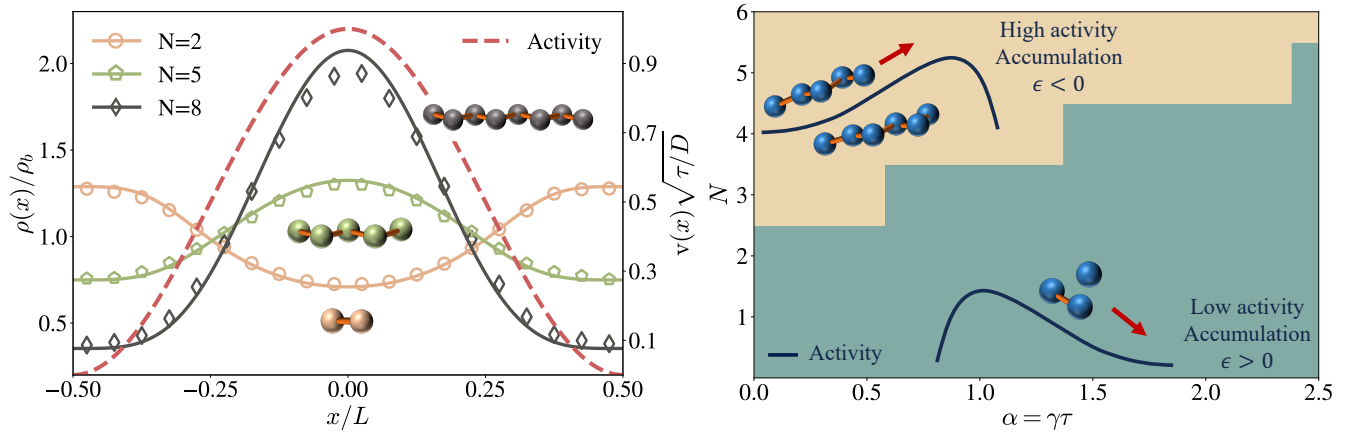 N=2
N=5
N=8
Activity
2.0
1.5
1.0
0.5
ρ(x)/ρ_b
0.9
0.7
0.5
0.3
0.1
v(x)√τ/D
−0.50
−0.25
0.00
0.25
0.50
x/L
6
5
4
3
2
1
N
High activity
Accumulation
ϵ < 0
Low activity
Accumulation
ϵ > 0
Activity
0.0
0.5
1.0
1.5
2.0
2.5
α = γτ